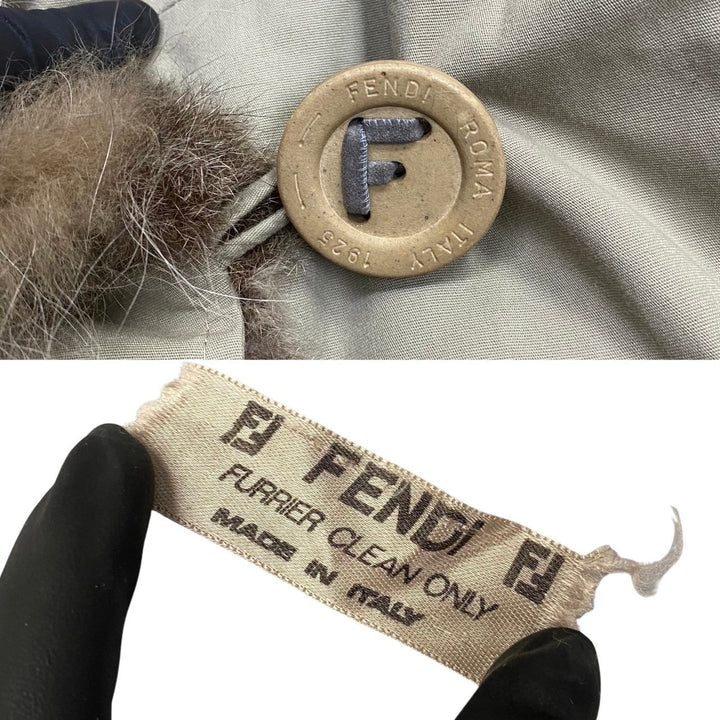 FENDI ROMA ITALY 1925
F
FF FENDI FF
FURRIER CLEAN ONLY
MADE IN ITALY